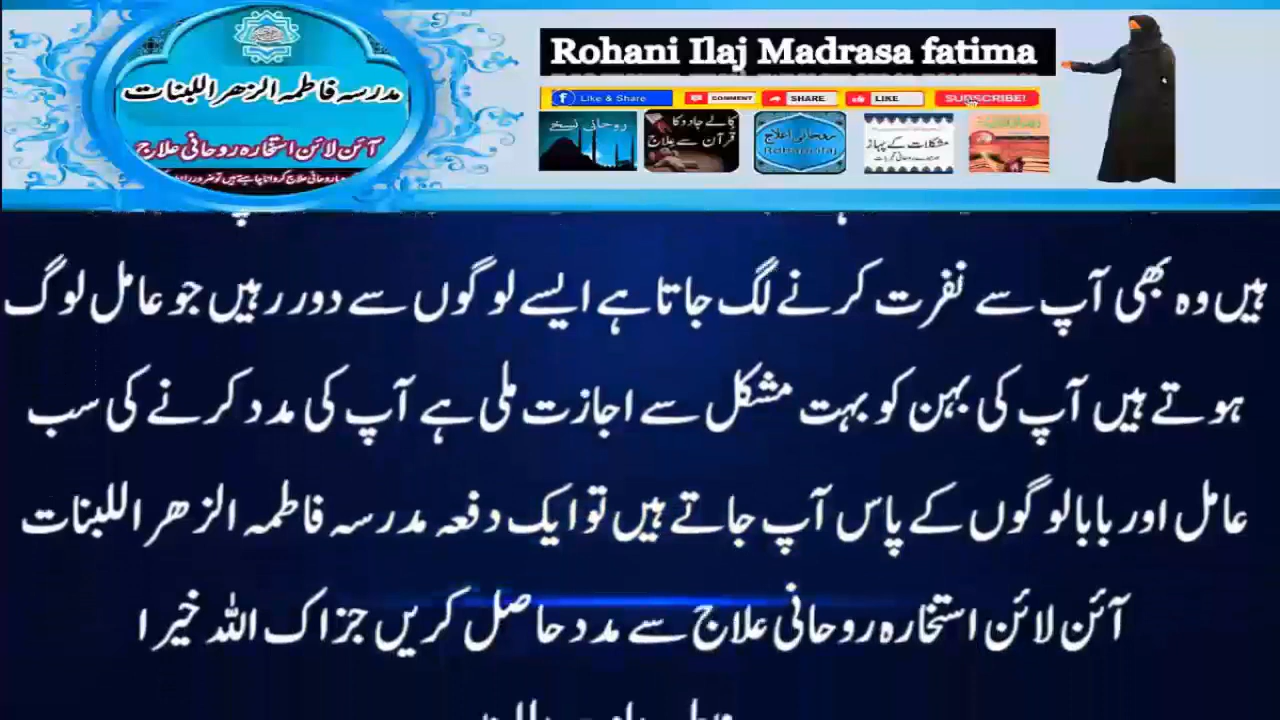 مدرسہ فاطمہ الزھرا للبنات
آئن لائن استخارہ روحانی علاج
Rohani Ilaj Madrasa fatima
Like & Share
COMMENT
SHARE
LIKE
SUBSCRIBE!
روحانی نسخے
کالے جادو کا
قرآن سے علاج
روحانی علاج
مشکلات کے پہاڑ
ہیں وہ بھی آپ سے نفرت کرنے لگ جاتا ہے ایسے لوگوں سے دور رہیں جو عامل لوگ
ہوتے ہیں آپ کی بہن کو بہت مشکل سے اجازت ملی ہے آپ کی مدد کرنے کی سب
عامل اور بابا لوگوں کے پاس آپ جاتے ہیں تو ایک دفعہ مدرسہ فاطمہ الزھرا للبنات
آئن لائن استخارہ روحانی علاج سے مدد حاصل کریں جزاک اللہ خیرا